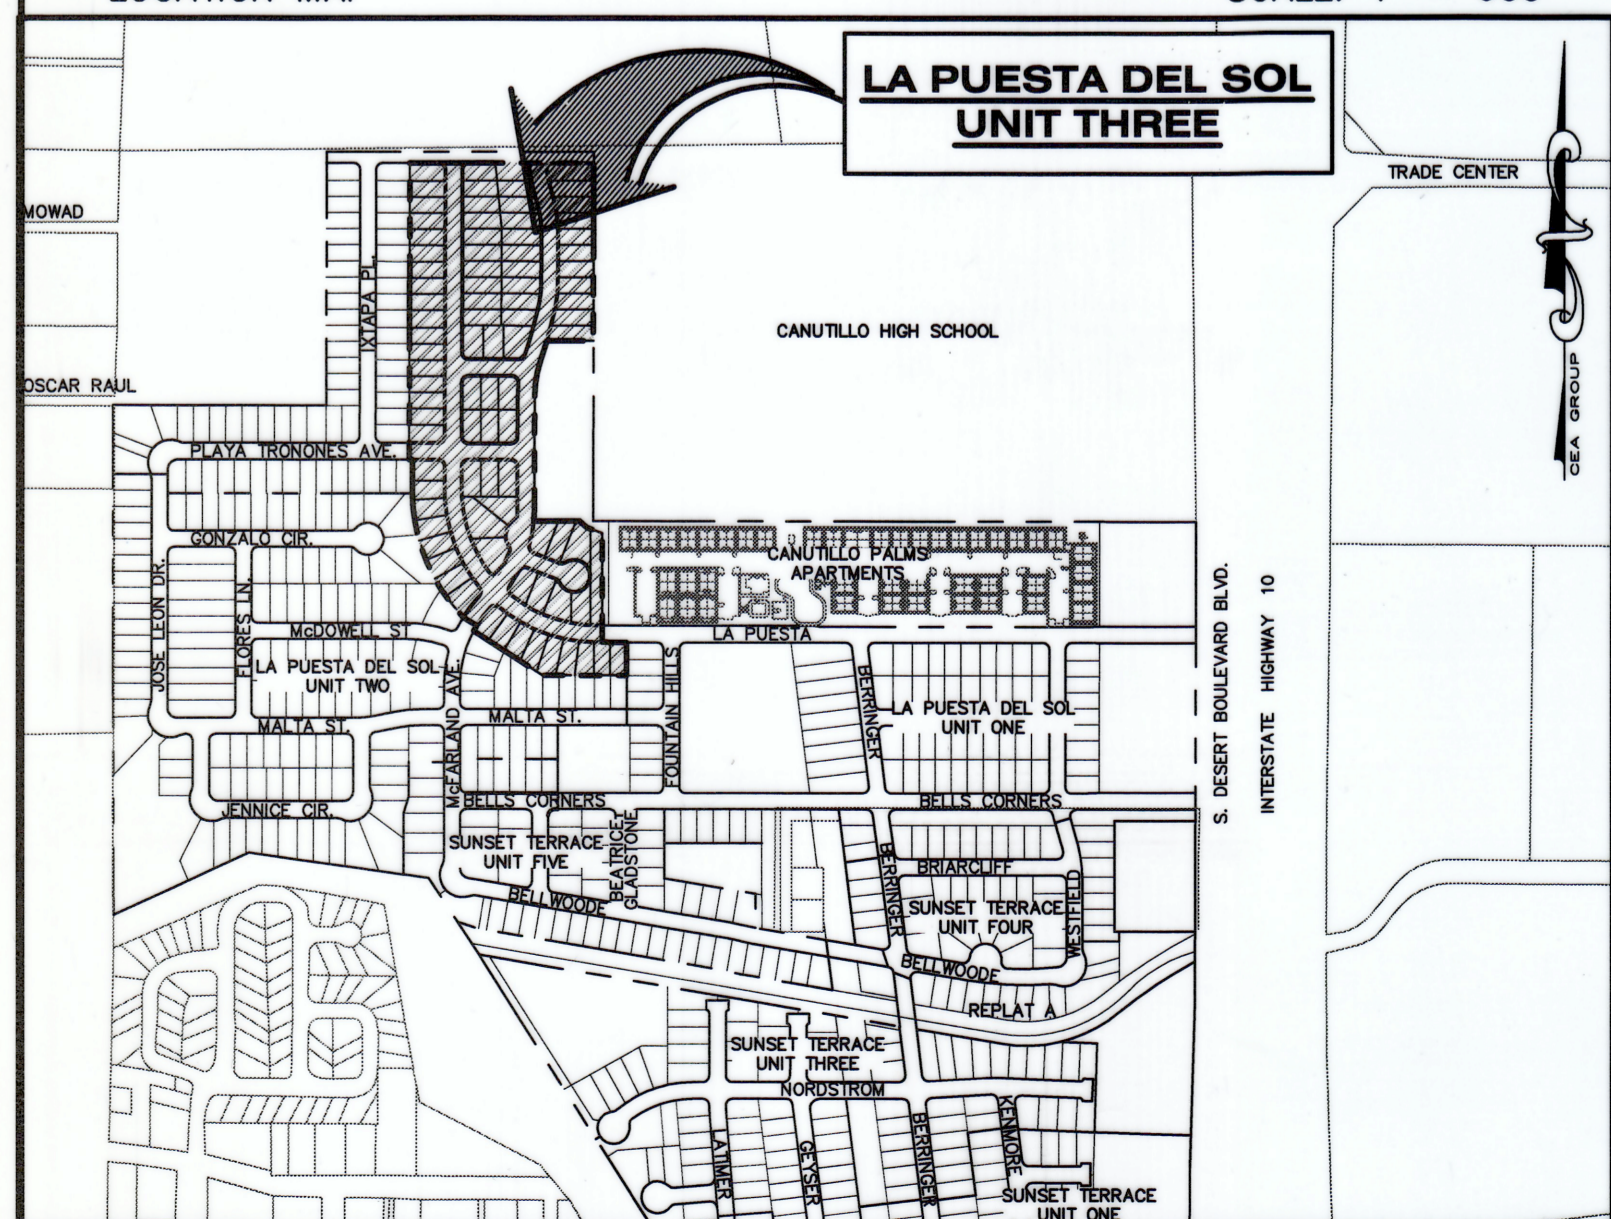 LA PUESTA DEL SOL
UNIT THREE
TRADE CENTER
MOWAD
IXTAPA PL.
CANUTILLO HIGH SCHOOL
CEA GROUP
OSCAR RAUL
PLAYA TRONONES AVE.
GONZALO CIR.
CANUTILLO PALMS
APARTMENTS
JOSE LEON DR.
FLORES LN.
McDOWELL ST
LA PUESTA
S. DESERT BOULEVARD BLVD.
INTERSTATE HIGHWAY 10
LA PUESTA DEL SOL
UNIT TWO
McFARLAND AVE.
FOUNTAIN HILLS
BERRINGER
LA PUESTA DEL SOL
UNIT ONE
MALTA ST.
MALTA ST.
JENNICE CIR.
BELLS CORNERS
BELLS CORNERS
SUNSET TERRACE
UNIT FIVE
BEATRICET
GLADSTONE
BERRINGER
BRIARCLIFF
WESTFIELD
BELLWOODE
SUNSET TERRACE
UNIT FOUR
BELLWOODE
REPLAT A
SUNSET TERRACE
UNIT THREE
NORDSTROM
LATIMER
GEYSER
BERRINGER
KENMORE
SUNSET TERRACE
UNIT ONE